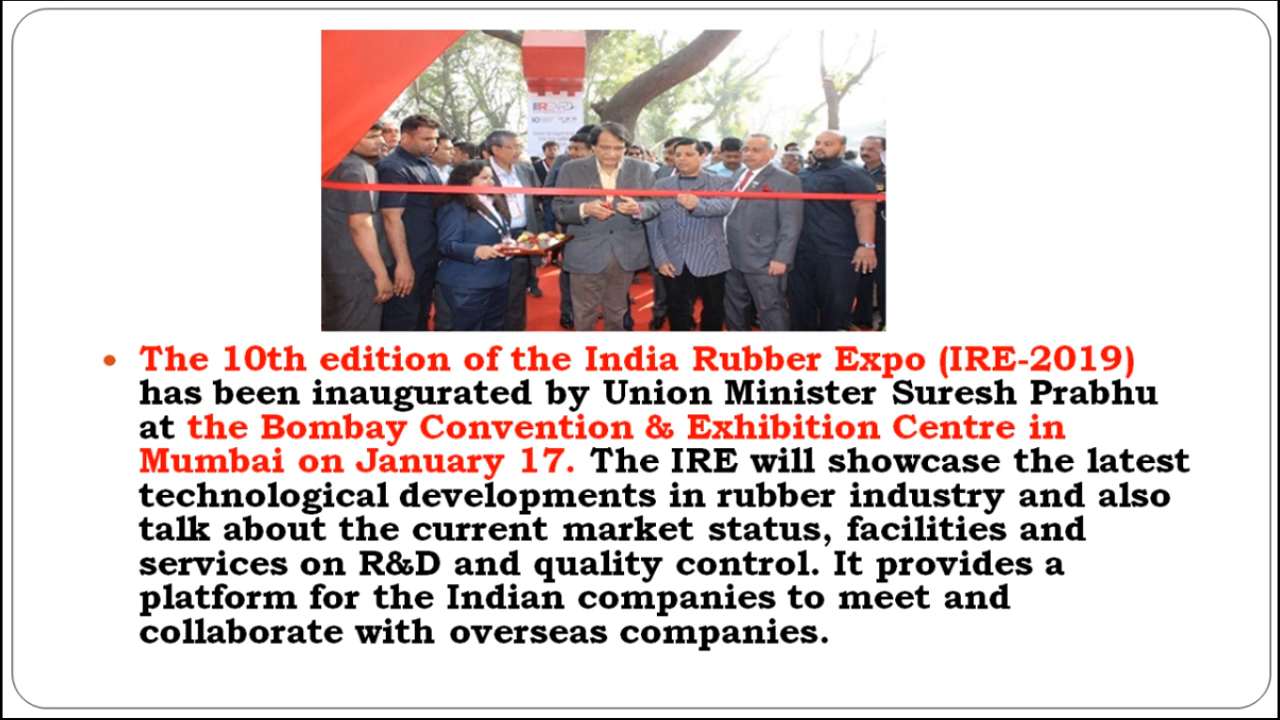 IREXPO
The 10th edition of the India Rubber Expo (IRE-2019)
has been inaugurated by Union Minister Suresh Prabhu
at the Bombay Convention & Exhibition Centre in
Mumbai on January 17. The IRE will showcase the latest
technological developments in rubber industry and also
talk about the current market status, facilities and
services on R&D and quality control. It provides a
platform for the Indian companies to meet and
collaborate with overseas companies.